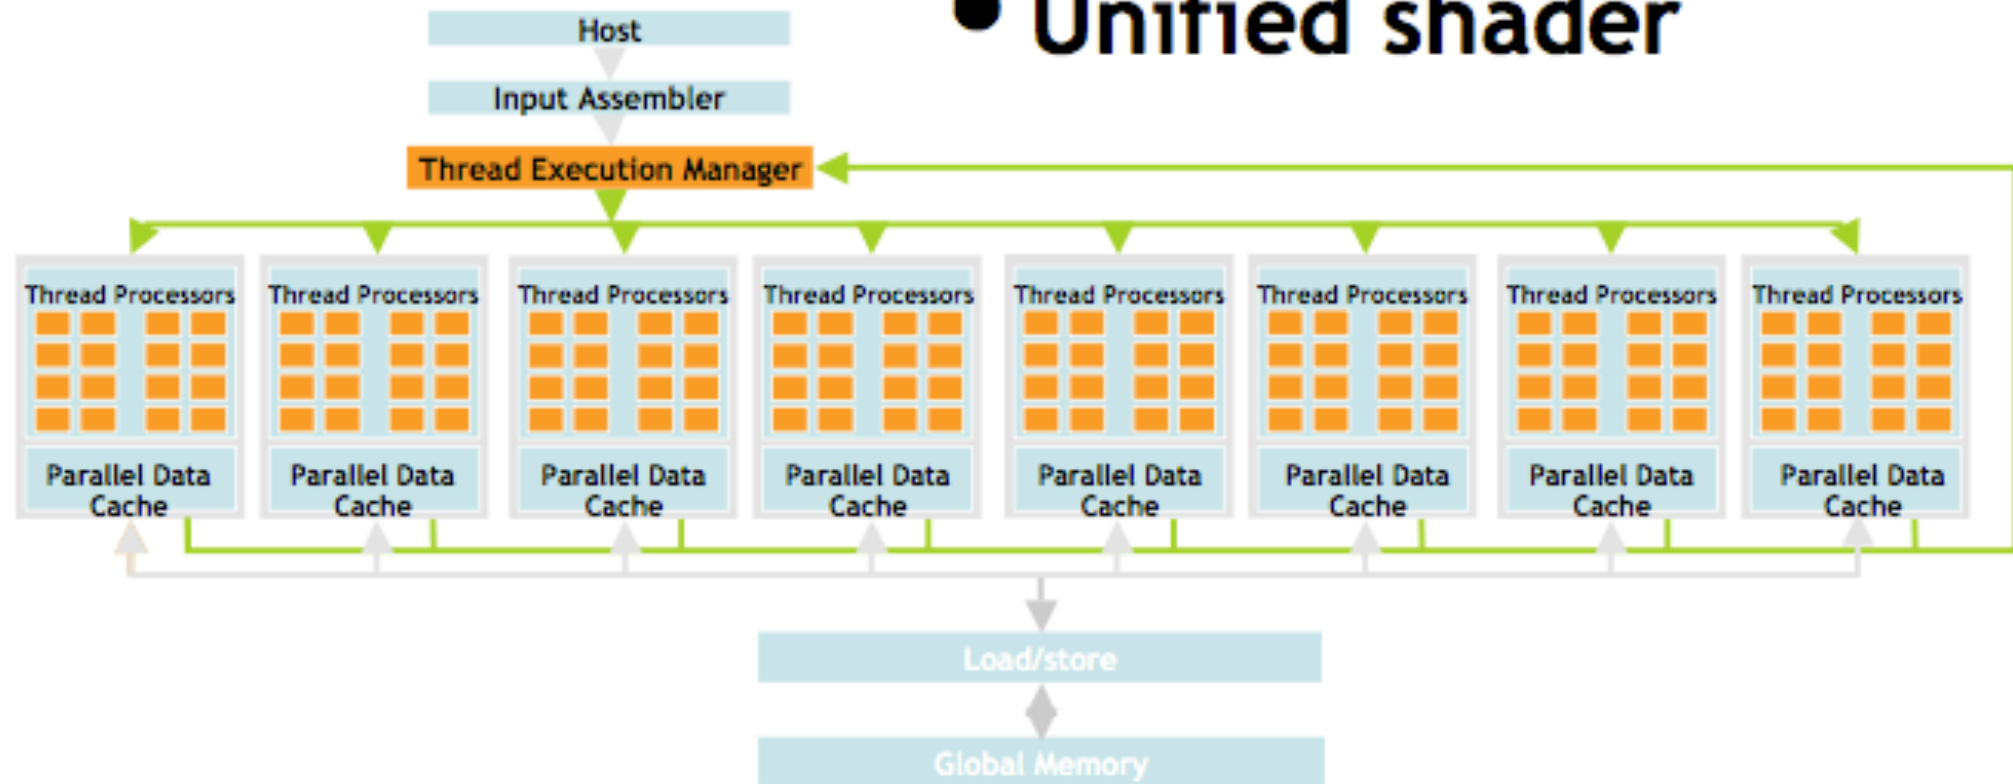 • Unified shader
Host
Input Assembler
Thread Execution Manager
Thread Processors
Thread Processors
Thread Processors
Thread Processors
Thread Processors
Thread Processors
Thread Processors
Thread Processors
Parallel Data
Cache
Parallel Data
Cache
Parallel Data
Cache
Parallel Data
Cache
Parallel Data
Cache
Parallel Data
Cache
Parallel Data
Cache
Parallel Data
Cache
Load/store
Global Memory